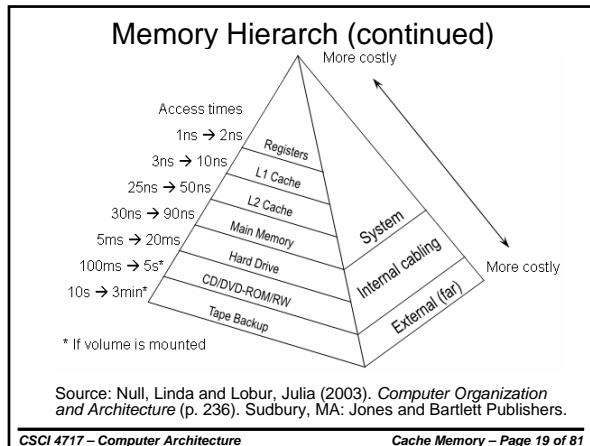 Memory Hierarch (continued)
More costly
Access times
1ns → 2ns
3ns → 10ns
25ns → 50ns
30ns → 90ns
5ms → 20ms
100ms → 5s*
10s → 3min*
Registers
L1 Cache
L2 Cache
Main Memory
Hard Drive
CD/DVD-ROM/RW
Tape Backup
System
Internal cabling
External (far)
More costly
* If volume is mounted
Source: Null, Linda and Lobur, Julia (2003). Computer Organization
and Architecture (p. 236). Sudbury, MA: Jones and Bartlett Publishers.
CSCI 4717 – Computer Architecture
Cache Memory – Page 19 of 81